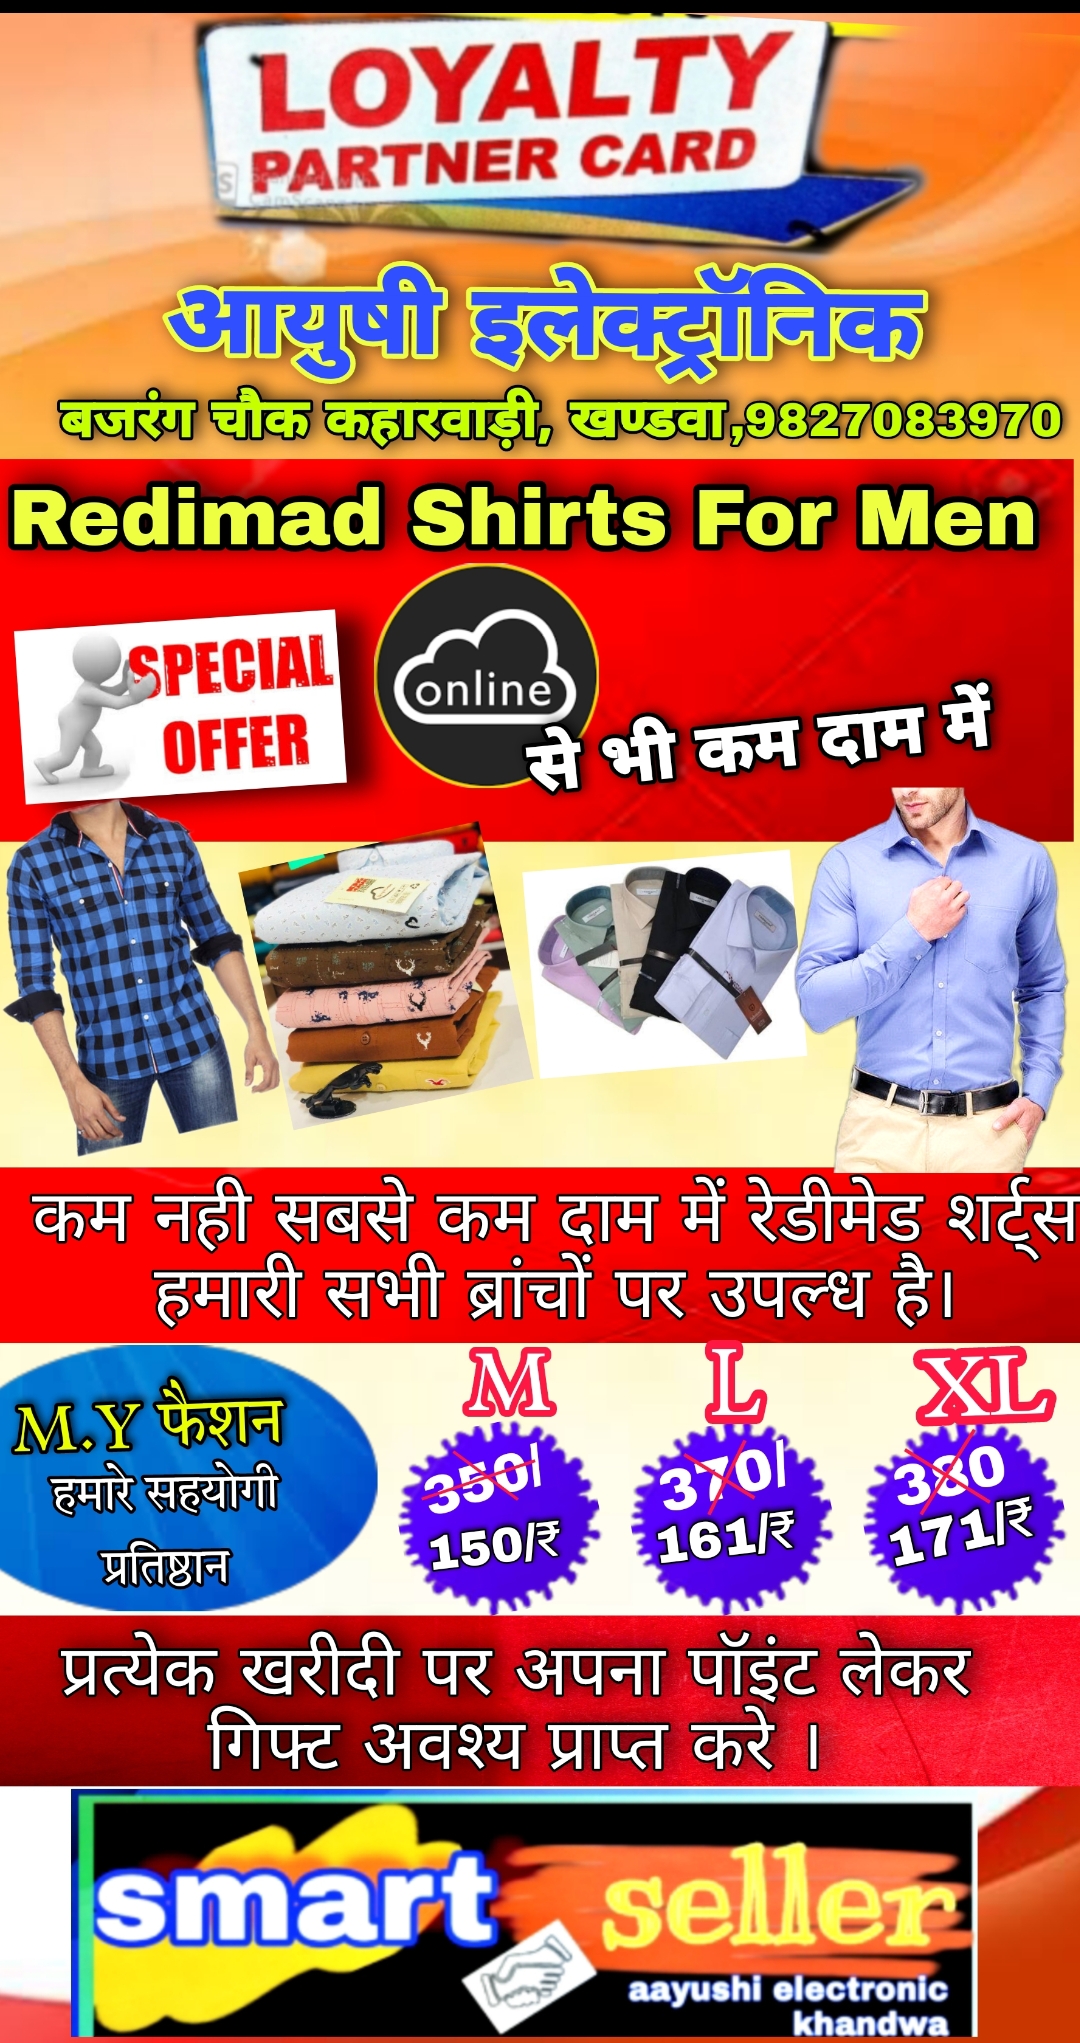 LOYALTY
PARTNER CARD
आयुषी इलेक्ट्रॉनिक
बजरंग चौक कहारवाड़ी, खण्डवा,9827083970
Redimad Shirts For Men
SPECIAL
OFFER
online
से भी कम दाम में
कम नही सबसे कम दाम में रेडीमेड शर्ट्स
हमारी सभी ब्रांचों पर उपल्ध है।
M L XL
M.Y फैशन
हमारे सहयोगी
प्रतिष्ठान
350/ 370/ 380
150/₹ 161/₹ 171/₹
प्रत्येक खरीदी पर अपना पॉइंट लेकर
गिफ्ट अवश्य प्राप्त करे ।
smart seller
aayushi electronic
khandwa